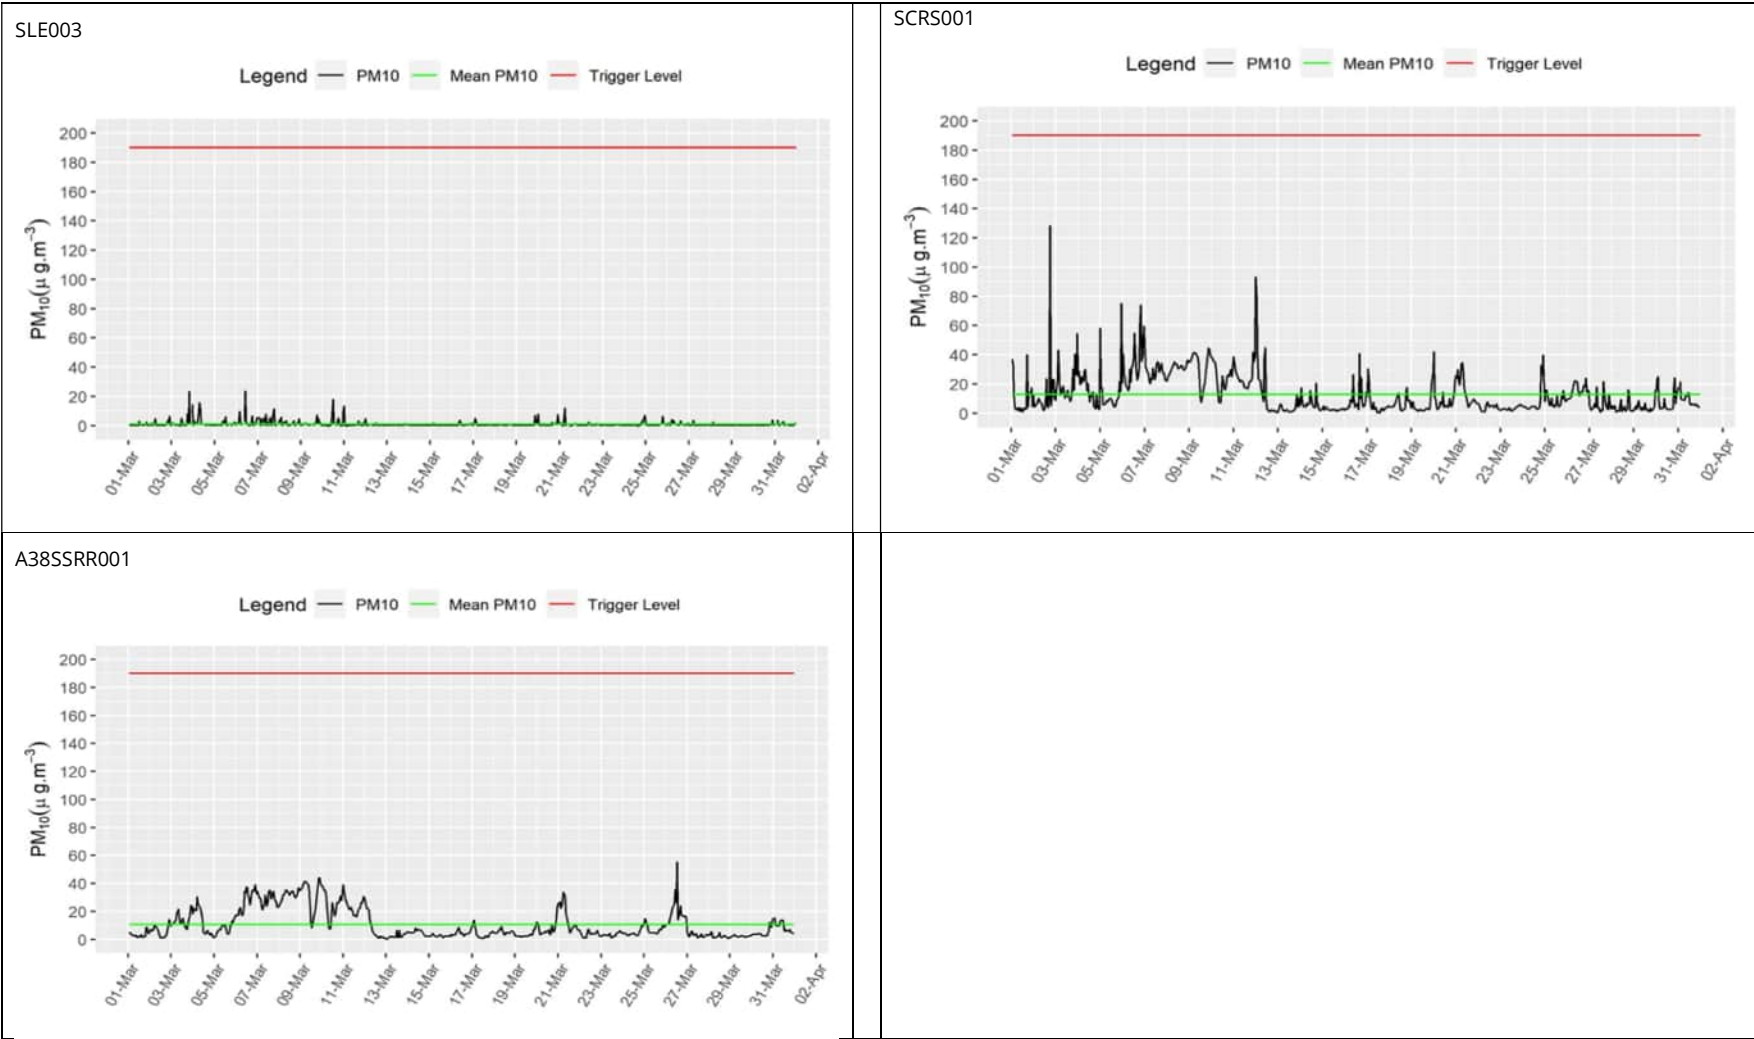 SLE003
Legend PM10 Mean PM10 Trigger Level
200
180
160
140
120
100
80
60
40
20
0
PM10(μ g.m−3)
01-Mar 03-Mar 05-Mar 07-Mar 09-Mar 11-Mar 13-Mar 15-Mar 17-Mar 19-Mar 21-Mar 23-Mar 25-Mar 27-Mar 29-Mar 31-Mar 02-Apr
SCRS001
Legend PM10 Mean PM10 Trigger Level
200
180
160
140
120
100
80
60
40
20
0
PM10(μ g.m−3)
01-Mar 03-Mar 05-Mar 07-Mar 09-Mar 11-Mar 13-Mar 15-Mar 17-Mar 19-Mar 21-Mar 23-Mar 25-Mar 27-Mar 29-Mar 31-Mar 02-Apr
A38SSRR001
Legend PM10 Mean PM10 Trigger Level
200
180
160
140
120
100
80
60
40
20
0
PM10(μ g.m−3)
01-Mar 03-Mar 05-Mar 07-Mar 09-Mar 11-Mar 13-Mar 15-Mar 17-Mar 19-Mar 21-Mar 23-Mar 25-Mar 27-Mar 29-Mar 31-Mar 02-Apr